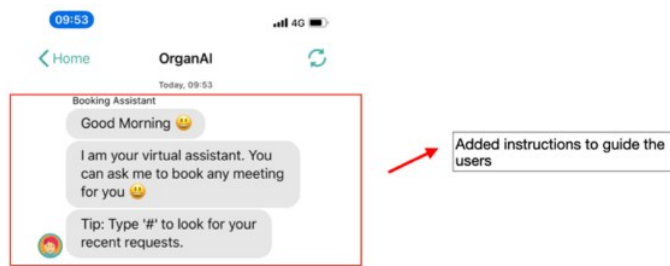 09:53
4G
Home
OrganAI
Today, 09:53
Booking Assistant
Good Morning 😃
I am your virtual assistant. You
can ask me to book any meeting
for you 😃
Tip: Type '#' to look for your
recent requests.
Added instructions to guide the
users